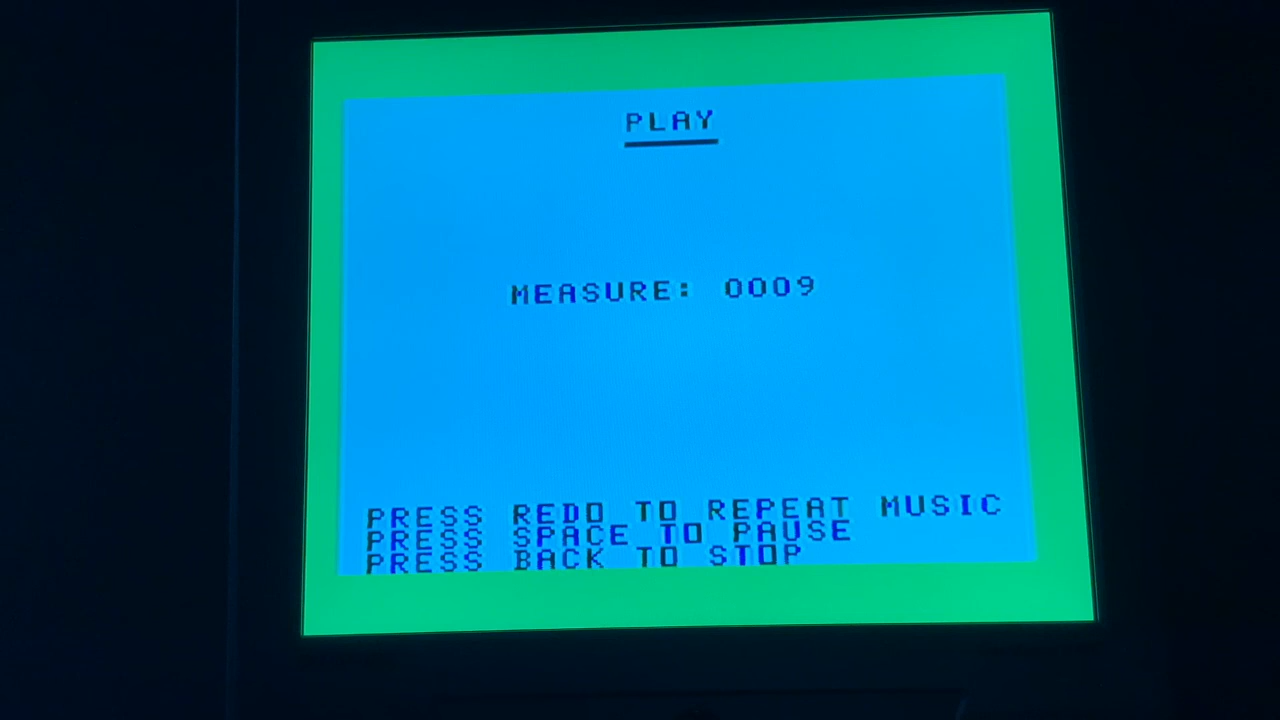 PLAY
MEASURE: 0009
PRESS REDO TO REPEAT MUSIC
PRESS SPACE TO PAUSE
PRESS BACK TO STOP